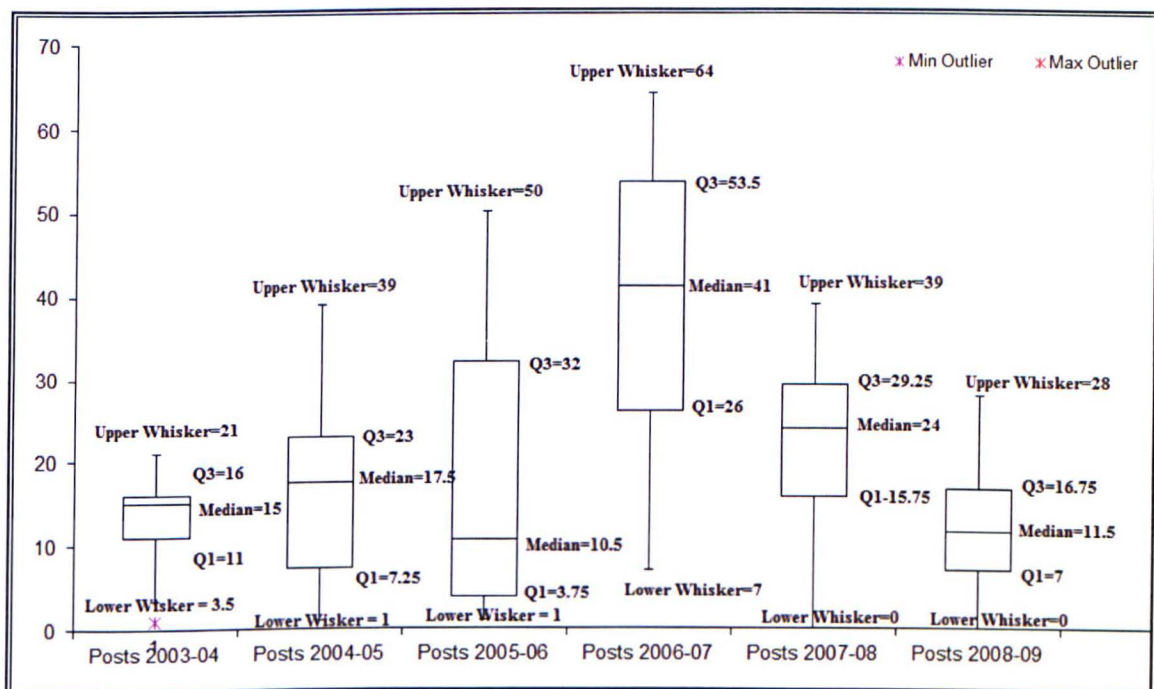 70
60
50
40
30
20
10
0
Min Outlier Max Outlier
Upper Whisker=21
Q3=16
Median=15
Q1=11
Lower Wisker = 3.5
1
Upper Whisker=39
Q3=23
Median=17.5
Q1=7.25
Lower Wisker = 1
Upper Whisker=50
Q3=32
Median=10.5
Q1=3.75
Lower Wisker = 1
Upper Whisker=64
Q3=53.5
Median=41
Q1=26
Lower Whisker=7
Upper Whisker=39
Q3=29.25
Median=24
Q1-15.75
Lower Whisker=0
Upper Whisker=28
Q3=16.75
Median=11.5
Q1=7
Lower Whisker=0
Posts 2003-04 Posts 2004-05 Posts 2005-06 Posts 2006-07 Posts 2007-08 Posts 2008-09